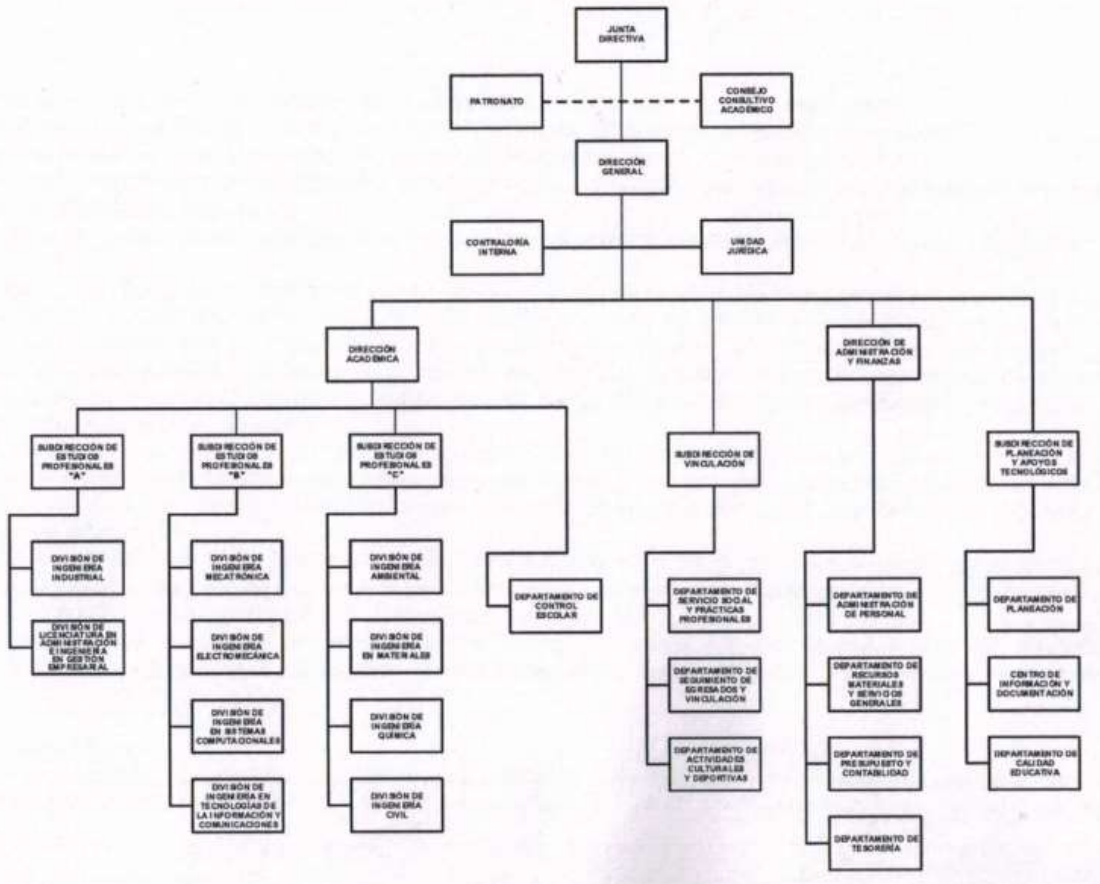 JUNTA
DIRECTIVA
PATRONATO
CONSEJO
CONSULTIVO
ACADÉMICO
DIRECCIÓN
GENERAL
CONTRALORÍA
INTERNA
UNIDAD
JURÍDICA
DIRECCIÓN
ACADÉMICA
DIRECCIÓN DE
ADMINISTRACIÓN
Y FINANZAS
SUBDIRECCIÓN DE
ESTUDIOS
PROFESIONALES
"A"
SUBDIRECCIÓN DE
ESTUDIOS
PROFESIONALES
"B"
SUBDIRECCIÓN DE
ESTUDIOS
PROFESIONALES
"C"
SUBDIRECCIÓN DE
VINCULACIÓN
SUBDIRECCIÓN DE
PLANEACIÓN
Y APOYOS
TECNOLÓGICOS
DIVISIÓN DE
INGENIERÍA
INDUSTRIAL
DIVISIÓN DE
LICENCIATURA EN
ADMINISTRACIÓN
E INGENIERÍA
EN GESTIÓN
EMPRESARIAL
DIVISIÓN DE
INGENIERÍA
MECATRÓNICA
DIVISIÓN DE
INGENIERÍA
ELECTROMECÁNICA
DIVISIÓN DE
INGENIERÍA
EN SISTEMAS
COMPUTACIONALES
DIVISIÓN DE
INGENIERÍA EN
TECNOLOGÍAS DE
LA INFORMACIÓN Y
COMUNICACIONES
DIVISIÓN DE
INGENIERÍA
AMBIENTAL
DIVISIÓN DE
INGENIERÍA
EN MATERIALES
DIVISIÓN DE
INGENIERÍA
QUÍMICA
DIVISIÓN DE
INGENIERÍA
CIVIL
DEPARTAMENTO DE
CONTROL
ESCOLAR
DEPARTAMENTO DE
SERVICIO SOCIAL
Y PRÁCTICAS
PROFESIONALES
DEPARTAMENTO DE
SEGUIMIENTO DE
EGRESADOS Y
VINCULACIÓN
DEPARTAMENTO DE
ACTIVIDADES
CULTURALES
Y DEPORTIVAS
DEPARTAMENTO DE
ADMINISTRACIÓN
DE PERSONAL
DEPARTAMENTO DE
RECURSOS
MATERIALES
Y SERVICIOS
GENERALES
DEPARTAMENTO DE
PRESUPUESTO Y
CONTABILIDAD
DEPARTAMENTO DE
TESORERÍA
DEPARTAMENTO DE
PLANEACIÓN
CENTRO DE
INFORMACIÓN Y
DOCUMENTACIÓN
DEPARTAMENTO DE
CALIDAD
EDUCATIVA